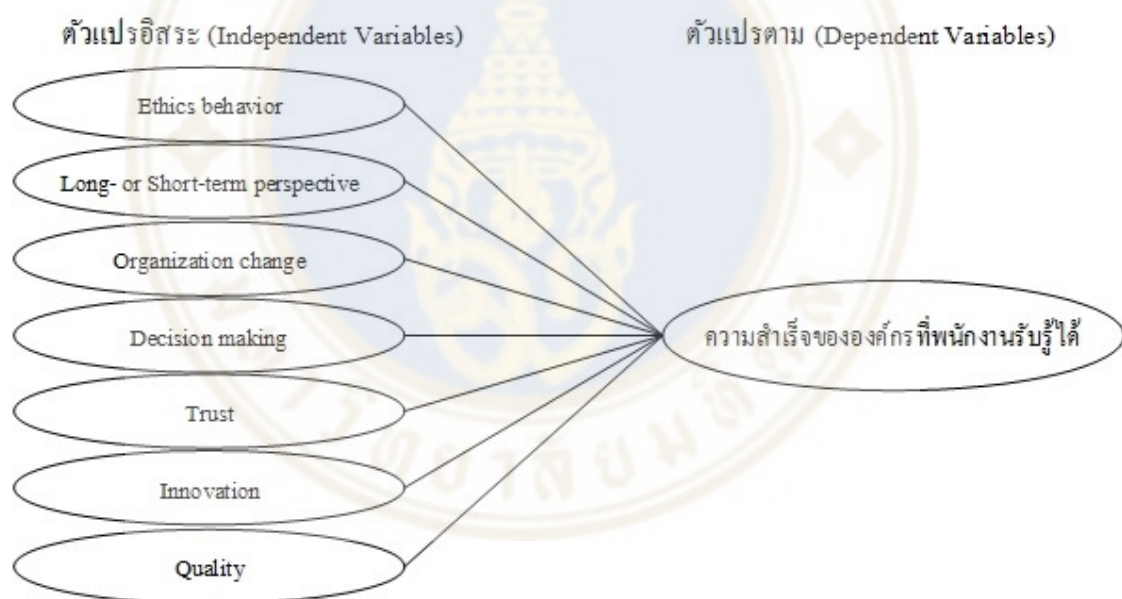 ตัวแปรอิสระ (Independent Variables)
ตัวแปรตาม (Dependent Variables)
Ethics behavior
Long- or Short-term perspective
Organization change
Decision making
Trust
Innovation
Quality
ความสำเร็จขององค์กรที่พนักงานรับรู้ได้